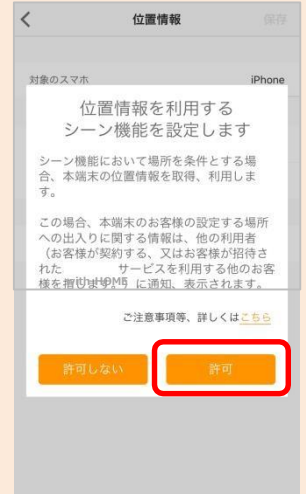 位置情報
保存
対象のスマホ
iPhone
位置情報を利用する
シーン機能を設定します
シーン機能において場所を条件とする場
合、本端末の位置情報を取得、利用しま
す。
この場合、本端末のお客様の設定する場所
への出入りに関する情報は、他の利用者
（お客様が契約する、又はお客様が招待さ
れた サービスを利用する他のお客
様を指します。）に通知、表示されます。
ご注意事項等、詳しくはこちら
許可しない
許可